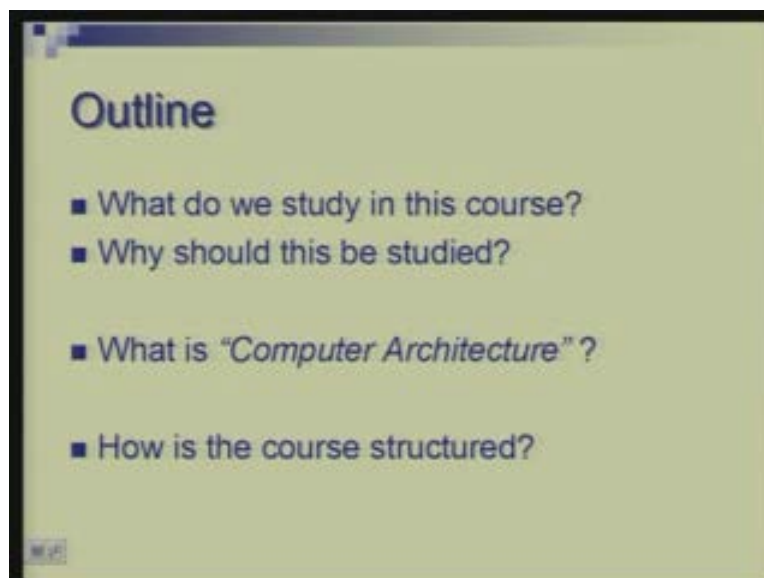 Outline
What do we study in this course?
Why should this be studied?
What is "Computer Architecture" ?
How is the course structured?